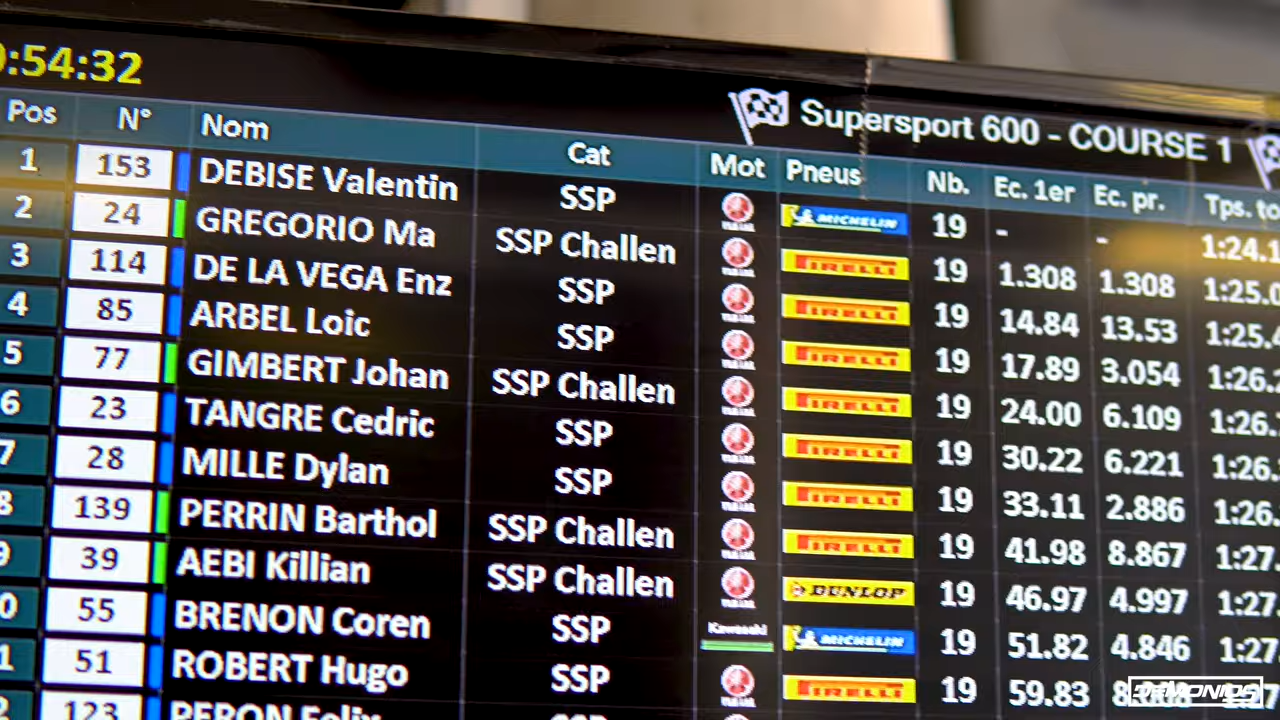 :54:32
Supersport 600 - COURSE 1
Pos N° Nom Cat Mot Pneus Nb. Ec. 1er Ec. pr. Tps. to
1 153 DEBISE Valentin SSP MICHELIN 19 - - 1:24.1
2 24 GREGORIO Ma SSP Challen PIRELLI 19 1.308 1.308 1:25.0
3 114 DE LA VEGA Enz SSP PIRELLI 19 14.84 13.53 1:25.4
4 85 ARBEL Loic SSP PIRELLI 19 17.89 3.054 1:26.2
5 77 GIMBERT Johan SSP Challen PIRELLI 19 24.00 6.109 1:26.
6 23 TANGRE Cedric SSP PIRELLI 19 30.22 6.221 1:26.
7 28 MILLE Dylan SSP PIRELLI 19 33.11 2.886 1:26.
8 139 PERRIN Barthol SSP Challen PIRELLI 19 41.98 8.867 1:27.
9 39 AEBI Killian SSP Challen DUNLOP 19 46.97 4.997 1:27.
0 55 BRENON Coren SSP Kawasaki MICHELIN 19 51.82 4.846 1:27.
1 51 ROBERT Hugo SSP PIRELLI 19 59.83
2 123 PERON Felix
DEMONIOS